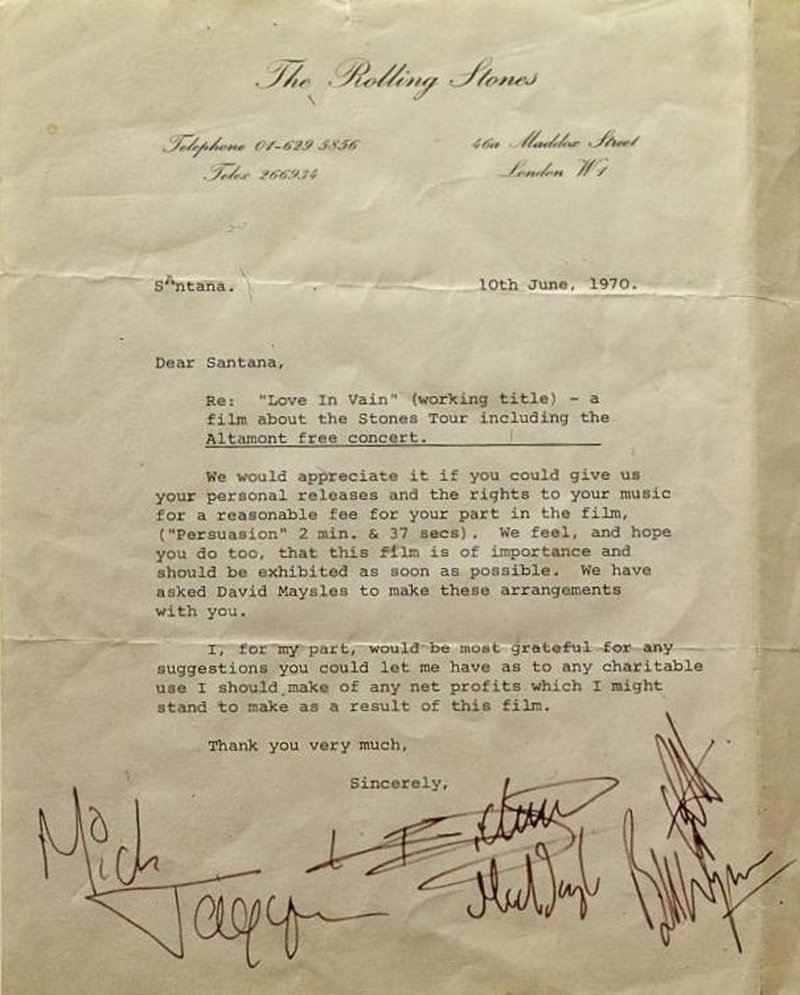 The Rolling Stones
Telephone 01-629 5856
Telex 266934
46a Maddox Street
London W1
SAntana.
10th June, 1970.
Dear Santana,
Re: "Love In Vain" (working title) - a
film about the Stones Tour including the
Altamont free concert.
We would appreciate it if you could give us
your personal releases and the rights to your music
for a reasonable fee for your part in the film,
("Persuasion" 2 min. & 37 secs). We feel, and hope
you do too, that this film is of importance and
should be exhibited as soon as possible. We have
asked David Maysles to make these arrangements
with you.
I, for my part, would be most grateful for any
suggestions you could let me have as to any charitable
use I should make of any net profits which I might
stand to make as a result of this film.
Thank you very much,
Sincerely,
Mick
Jagger
Bill Wyman